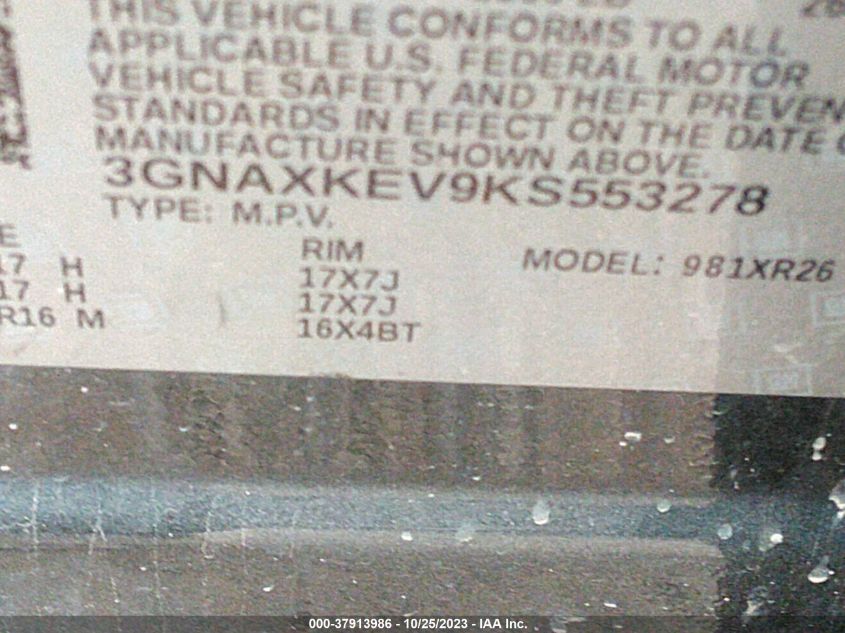 THIS VEHICLE CONFORMS TO ALL
APPLICABLE U.S. FEDERAL MOTOR
VEHICLE SAFETY AND THEFT PREVEN
STANDARDS IN EFFECT ON THE DATE O
MANUFACTURE SHOWN ABOVE.
3GNAXKEV9KS553278
TYPE: M.P.V.
E RIM MODEL: 981XR26
17 H 17X7J
17 H 17X7J
R16 M 16X4BT
000-37913986 - 10/25/2023 - IAA Inc.